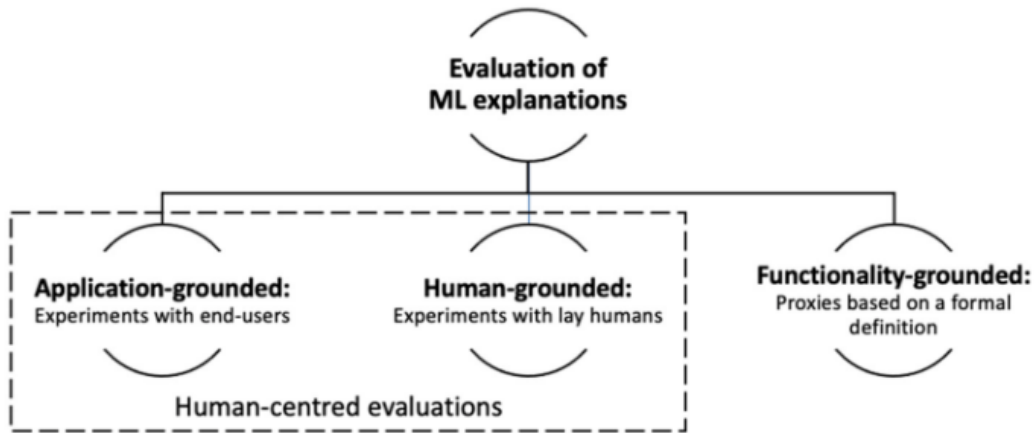 Evaluation of
ML explanations
Application-grounded:
Experiments with end-users
Human-grounded:
Experiments with lay humans
Functionality-grounded:
Proxies based on a formal
definition
Human-centred evaluations